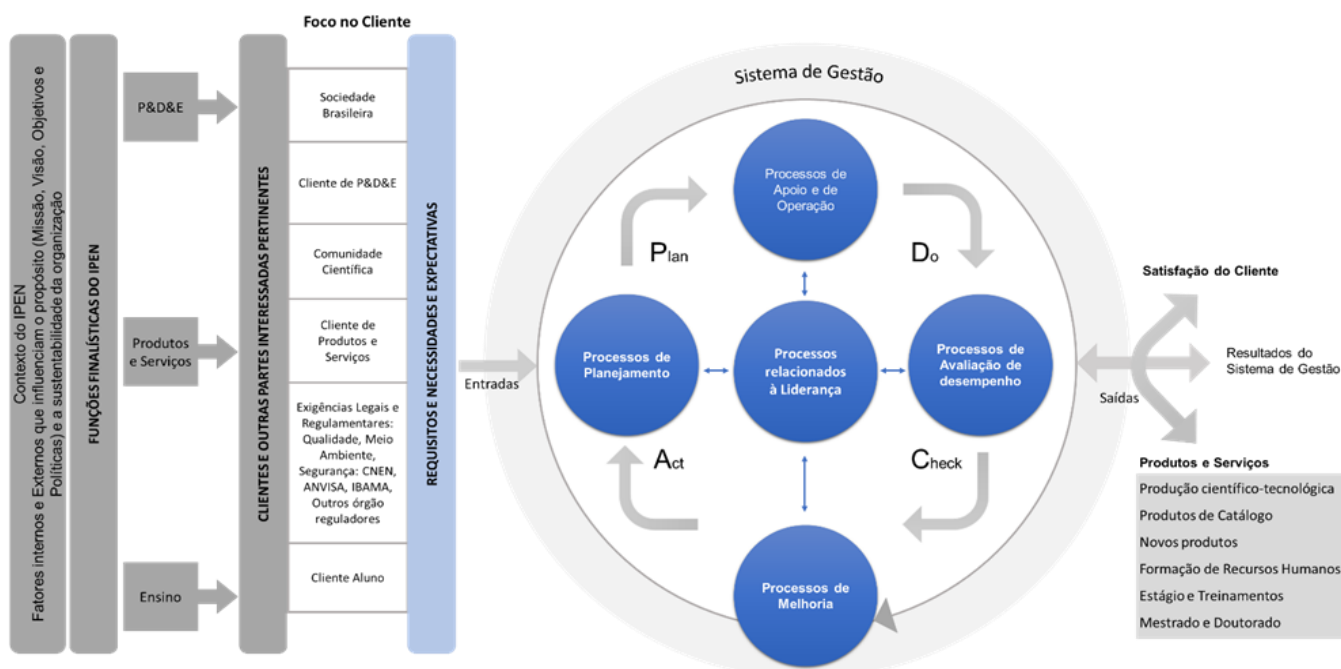 Foco no Cliente
Contexto do IPEN
Fatores internos e Externos que influenciam o propósito (Missão, Visão, Objetivos e
Políticas) e a sustentabilidade da organização
FUNÇÕES FINALÍSTICAS DO IPEN
P&D&E
Produtos
e Serviços
Ensino
CLIENTES E OUTRAS PARTES INTERESSADAS PERTINENTES
Sociedade
Brasileira
Cliente de P&D&E
Comunidade
Científica
Cliente de
Produtos e
Serviços
Exigências Legais e
Regulamentares:
Qualidade, Meio
Ambiente,
Segurança: CNEN,
ANVISA, IBAMA,
Outros órgão
reguladores
Cliente Aluno
REQUISITOS E NECESSIDADES E EXPECTATIVAS
Entradas
Sistema de Gestão
Processos de
Apoio e de
Operação
Plan
Do
Processos de
Planejamento
Processos
relacionados
à Liderança
Processos de
Avaliação de
desempenho
Act
Check
Processos de
Melhoria
Saídas
Satisfação do Cliente
Resultados do
Sistema de Gestão
Produtos e Serviços
Produção científico-tecnológica
Produtos de Catálogo
Novos produtos
Formação de Recursos Humanos
Estágio e Treinamentos
Mestrado e Doutorado